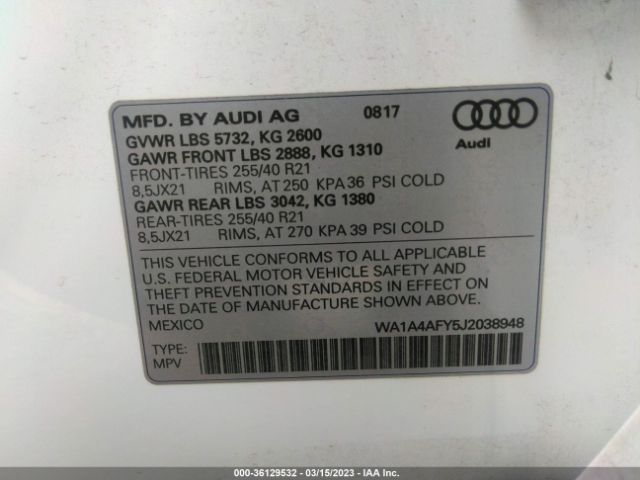 MFD. BY AUDI AG 0817
GVWR LBS 5732, KG 2600
GAWR FRONT LBS 2888, KG 1310
FRONT-TIRES 255/40 R21
8,5JX21 RIMS, AT 250 KPA 36 PSI COLD
GAWR REAR LBS 3042, KG 1380
REAR-TIRES 255/40 R21
8,5JX21 RIMS, AT 270 KPA 39 PSI COLD
Audi
THIS VEHICLE CONFORMS TO ALL APPLICABLE
U.S. FEDERAL MOTOR VEHICLE SAFETY AND
THEFT PREVENTION STANDARDS IN EFFECT ON THE
DATE OF MANUFACTURE SHOWN ABOVE.
MEXICO WA1A4AFY5J2038948
TYPE:
MPV
000-36129532 - 03/15/2023 - IAA Inc.